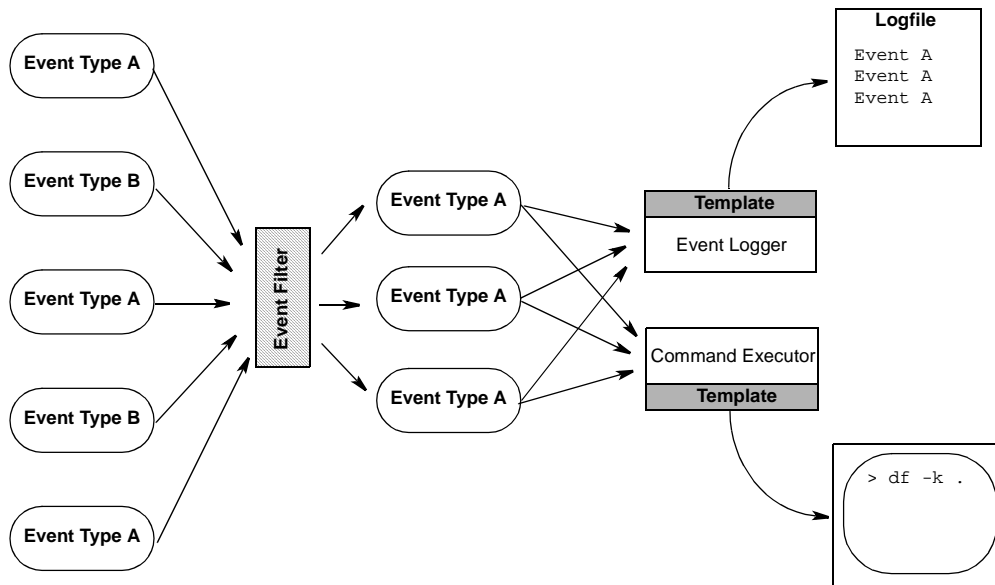 Event Type A
Event Type B
Event Type A
Event Type B
Event Type A
Event Filter
Event Type A
Event Type A
Event Type A
Template
Event Logger
Command Executor
Template
Logfile
Event A
Event A
Event A
> df -k .